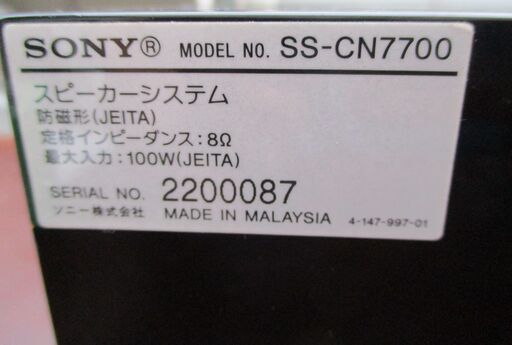 SONY® MODEL NO. SS-CN7700
スピーカーシステム
防磁形(JEITA)
定格インピーダンス:8Ω
最大入力:100W(JEITA)
SERIAL NO. 2200087
ソニー株式会社 MADE IN MALAYSIA 4-147-997-01